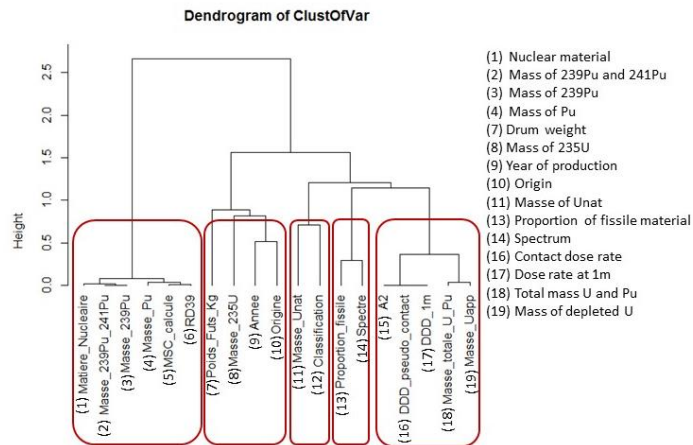 Dendrogram of ClustOfVar
Height
0.0
0.5
1.0
1.5
2.0
2.5
(1) Matiere_Nucleaire
(2) Masse_239Pu_241Pu
(3) Masse_239Pu
(4) Masse_Pu
(5) MSC_calcule
(6) RD39
(7) Poids_Futs_Kg
(8) Masse_235U
(9) Annee
(10) Origine
(11) Masse_Unat
(12) Classification
(13) Proportion_fissile
(14) Spectre
(15) A2
(16) DDD_pseudo_contact
(17) DDD_1m
(18) Masse_totale_U_Pu
(19) Masse_Uapp
(1) Nuclear material
(2) Mass of 239Pu and 241Pu
(3) Mass of 239Pu
(4) Mass of Pu
(7) Drum weight
(8) Mass of 235U
(9) Year of production
(10) Origin
(11) Masse of Unat
(13) Proportion of fissile material
(14) Spectrum
(16) Contact dose rate
(17) Dose rate at 1m
(18) Total mass U and Pu
(19) Mass of depleted U